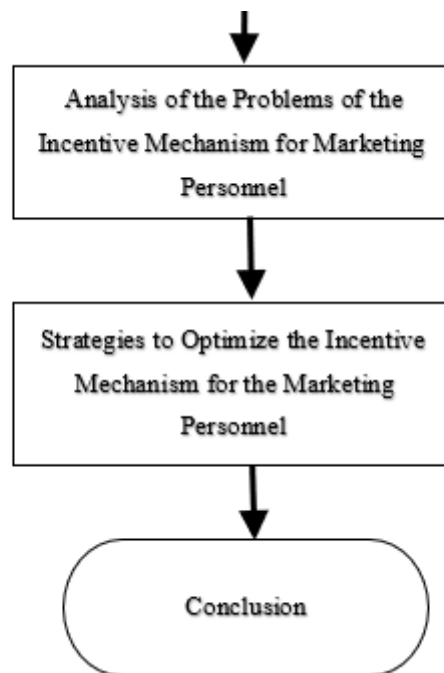 Analysis of the Problems of the
Incentive Mechanism for Marketing
Personnel
Strategies to Optimize the Incentive
Mechanism for the Marketing
Personnel
Conclusion